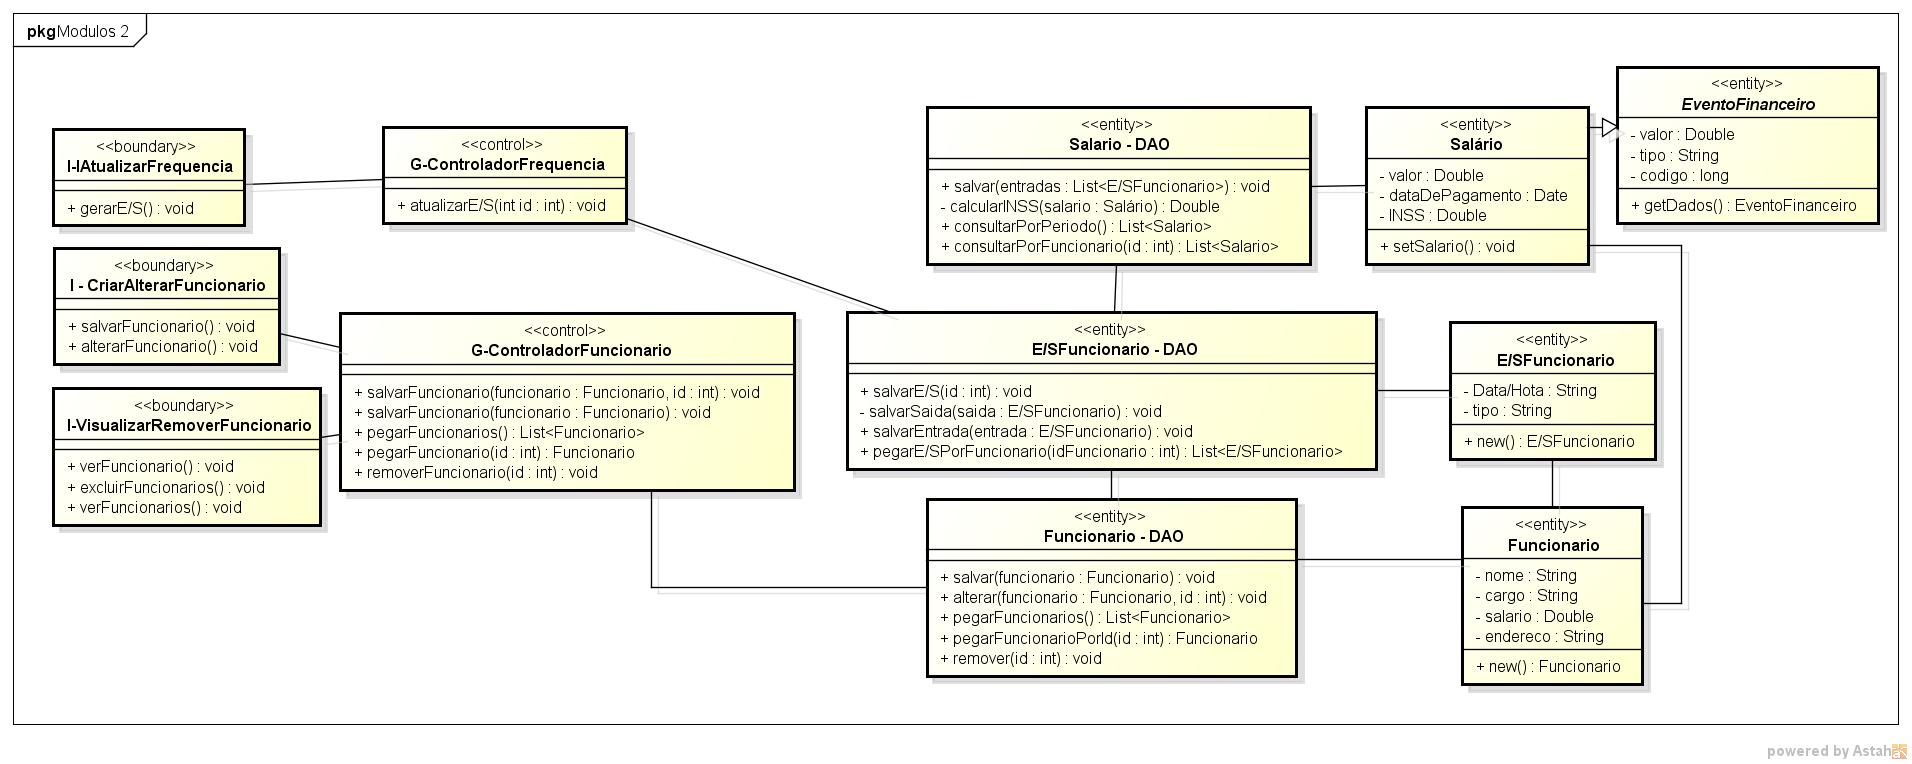 pkg Modulos 2
<<boundary>>
I-IAtualizarFrequencia
+ gerarE/S() : void
<<control>>
G-ControladorFrequencia
+ atualizarE/S(int id : int) : void
<<entity>>
Salario - DAO
+ salvar(entradas : List<E/SFuncionario>) : void
- calcularINSS(salario : Salário) : Double
+ consultarPorPeriodo() : List<Salario>
+ consultarPorFuncionario(id : int) : List<Salario>
<<entity>>
Salário
- valor : Double
- dataDePagamento : Date
- INSS : Double
+ setSalario() : void
<<entity>>
EventoFinanceiro
- valor : Double
- tipo : String
- codigo : long
+ getDados() : EventoFinanceiro
<<boundary>>
I - CriarAlterarFuncionario
+ salvarFuncionario() : void
+ alterarFuncionario() : void
<<control>>
G-ControladorFuncionario
+ salvarFuncionario(funcionario : Funcionario, id : int) : void
+ salvarFuncionario(funcionario : Funcionario) : void
+ pegarFuncionarios() : List<Funcionario>
+ pegarFuncionario(id : int) : Funcionario
+ removerFuncionario(id : int) : void
<<entity>>
E/SFuncionario - DAO
+ salvarE/S(id : int) : void
- salvarSaida(saida : E/SFuncionario) : void
+ salvarEntrada(entrada : E/SFuncionario) : void
+ pegarE/SPorFuncionario(idFuncionario : int) : List<E/SFuncionario>
<<entity>>
E/SFuncionario
- Data/Hota : String
- tipo : String
+ new() : E/SFuncionario
<<boundary>>
I-VisualizarRemoverFuncionario
+ verFuncionario() : void
+ excluirFuncionarios() : void
+ verFuncionarios() : void
<<entity>>
Funcionario - DAO
+ salvar(funcionario : Funcionario) : void
+ alterar(funcionario : Funcionario, id : int) : void
+ pegarFuncionarios() : List<Funcionario>
+ pegarFuncionarioPorId(id : int) : Funcionario
+ remover(id : int) : void
<<entity>>
Funcionario
- nome : String
- cargo : String
- salario : Double
- endereco : String
+ new() : Funcionario
powered by Astah